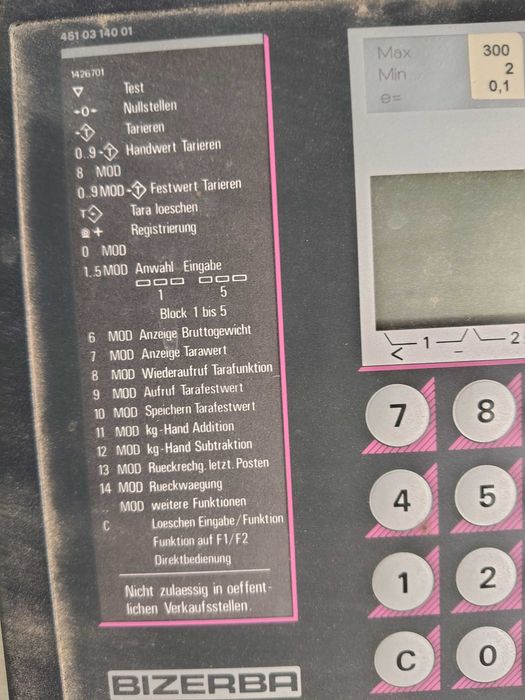 461 03 140 01
1426701
Test
-0- Nullstellen
T Tarieren
0..9 - T Handwert Tarieren
8 MOD
0..9 MOD - T Festwert Tarieren
T Tara loeschen
+ Registrierung
0 MOD
1.5 MOD Anwahl Eingabe
1 5
Block 1 bis 5
6 MOD Anzeige Bruttogewicht
7 MOD Anzeige Tarawert
8 MOD Wiederaufruf Tarafunktion
9 MOD Aufruf Tarafestwert
10 MOD Speichern Tarafestwert
11 MOD kg-Hand Addition
12 MOD kg-Hand Subtraktion
13 MOD Rueckrechg. letzt. Posten
14 MOD Rueckwaegung
.. MOD weitere Funktionen
C Loeschen Eingabe/Funktion
Funktion auf F1/F2
Direktbedienung
Nicht zulaessig in oeffent-
lichen Verkaufsstellen.
BIZERBA
Max 300
Min 2
e= 0,1
< 1 - 2
7 8
4 5
1 2
C 0